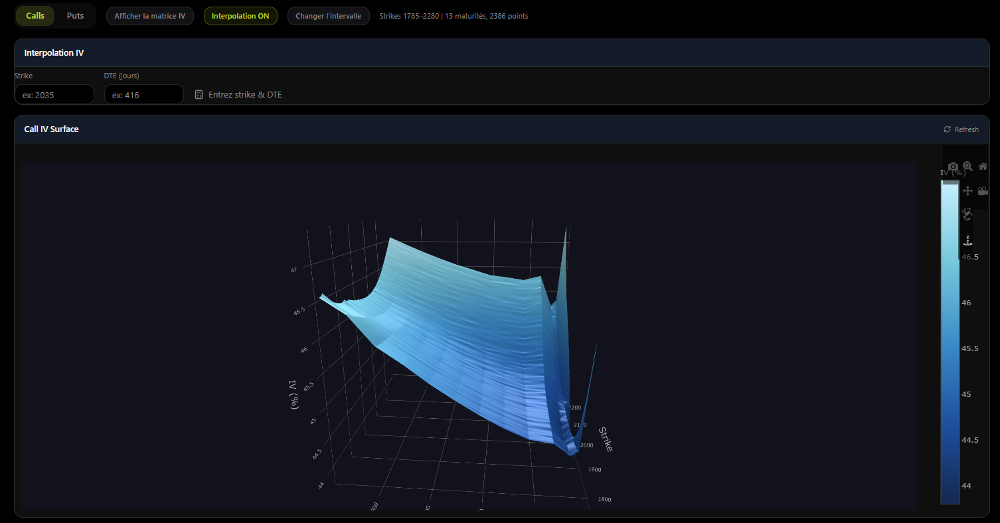 Calls Puts Afficher la matrice IV Interpolation ON Changer l'intervalle Strikes 1785–2280 | 13 maturités, 2386 points
Interpolation IV
Strike DTE (jours)
ex: 2035 ex: 416 Entrez strike & DTE
Call IV Surface Refresh
IV (%)
47
46.5
46
45.5
45
44.5
44
47
46.5
46
45.5
45
44.5
44
IV (%)
2200
2100
2000
1900
1800
Strike